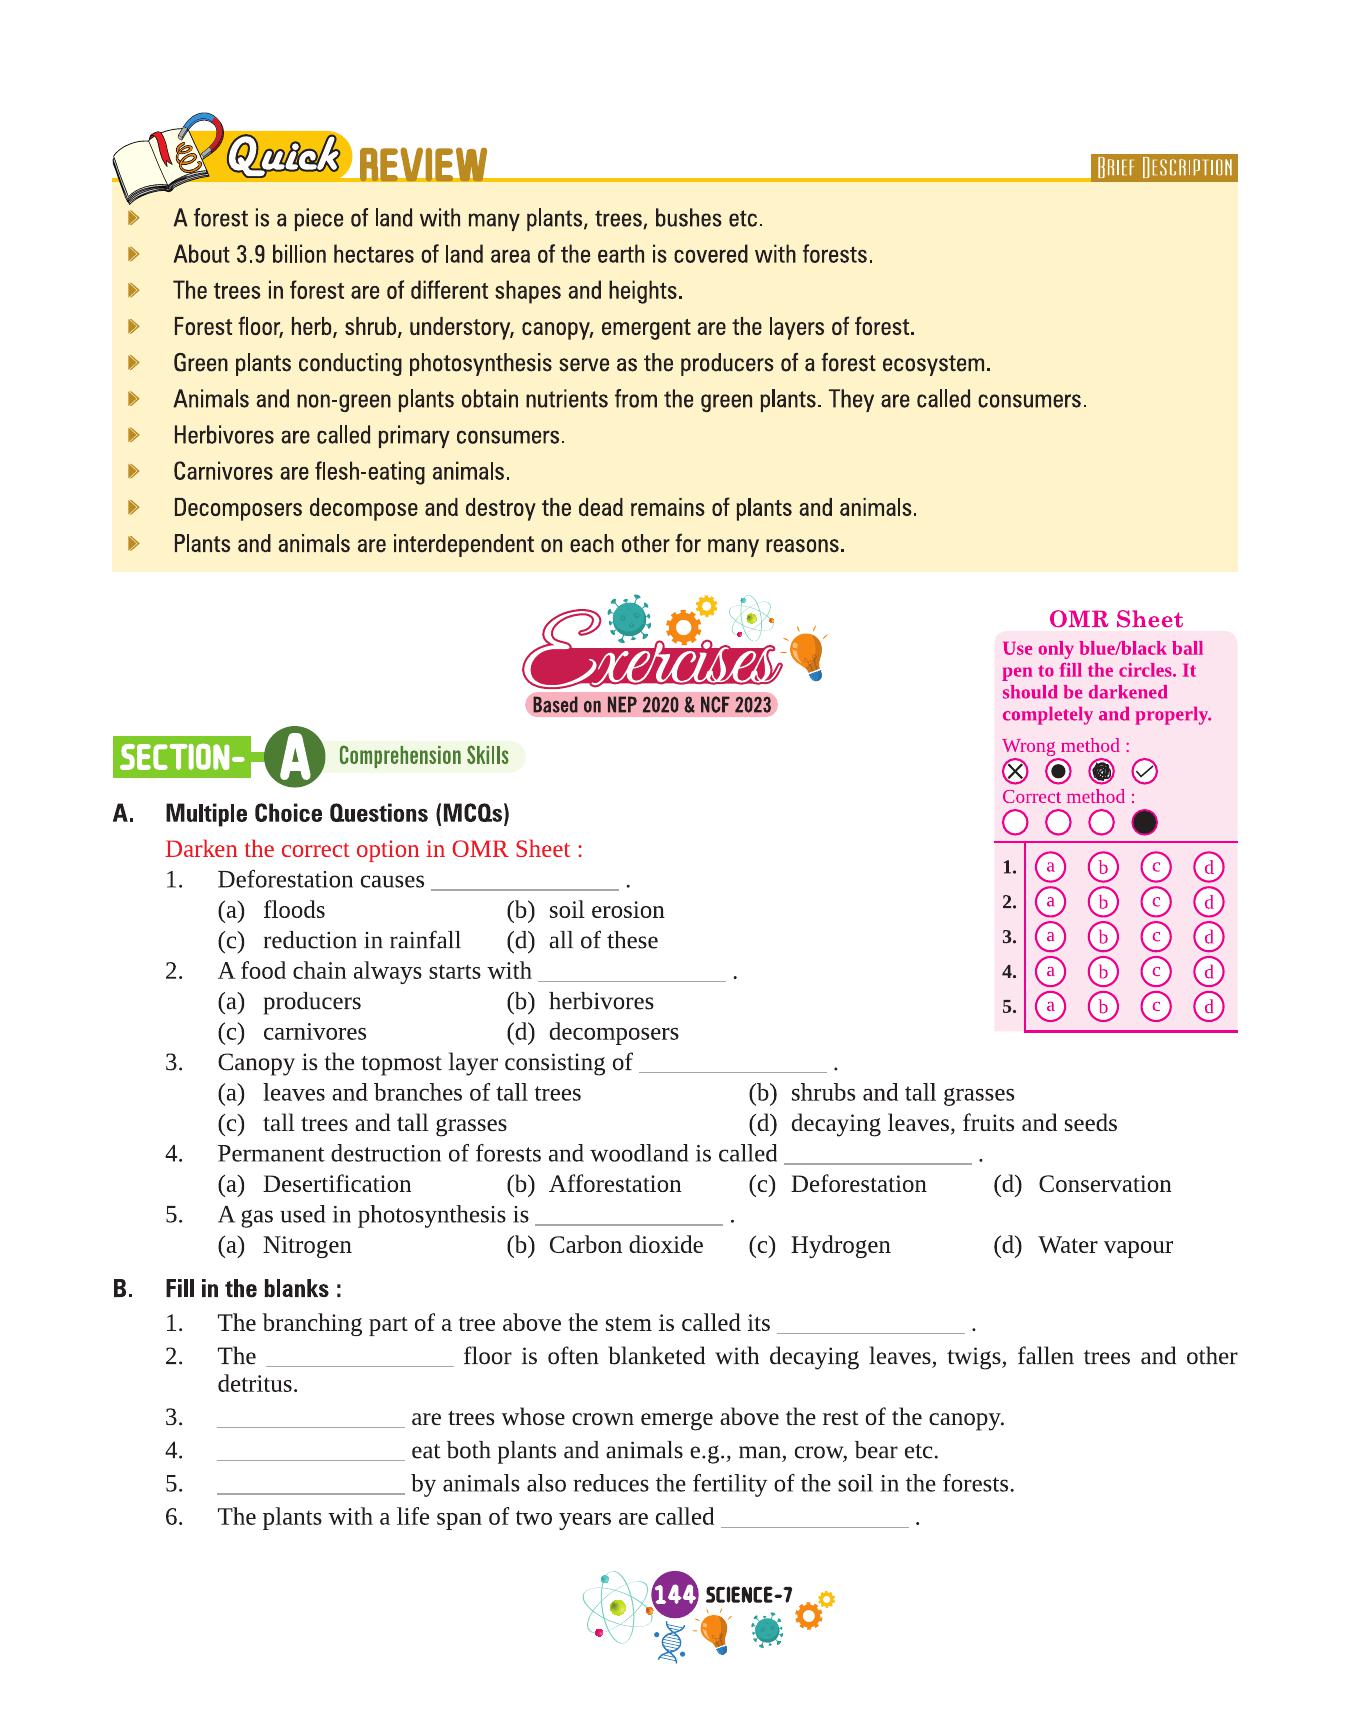 Quick REVIEW
BRIEF DESCRIPTION
A forest is a piece of land with many plants, trees, bushes etc.
About 3.9 billion hectares of land area of the earth is covered with forests.
The trees in forest are of different shapes and heights.
Forest floor, herb, shrub, understory, canopy, emergent are the layers of forest.
Green plants conducting photosynthesis serve as the producers of a forest ecosystem.
Animals and non-green plants obtain nutrients from the green plants. They are called consumers.
Herbivores are called primary consumers.
Carnivores are flesh-eating animals.
Decomposers decompose and destroy the dead remains of plants and animals.
Plants and animals are interdependent on each other for many reasons.
Exercises
Based on NEP 2020 & NCF 2023
SECTION- A Comprehension Skills
A. Multiple Choice Questions (MCQs)
Darken the correct option in OMR Sheet :
1. Deforestation causes _______________ .
(a) floods (b) soil erosion
(c) reduction in rainfall (d) all of these
2. A food chain always starts with _______________ .
(a) producers (b) herbivores
(c) carnivores (d) decomposers
3. Canopy is the topmost layer consisting of _______________ .
(a) leaves and branches of tall trees (b) shrubs and tall grasses
(c) tall trees and tall grasses (d) decaying leaves, fruits and seeds
4. Permanent destruction of forests and woodland is called _______________ .
(a) Desertification (b) Afforestation (c) Deforestation (d) Conservation
5. A gas used in photosynthesis is _______________ .
(a) Nitrogen (b) Carbon dioxide (c) Hydrogen (d) Water vapour
OMR Sheet
Use only blue/black ball
pen to fill the circles. It
should be darkened
completely and properly.
Wrong method :
Correct method :
1. a b c d
2. a b c d
3. a b c d
4. a b c d
5. a b c d
B. Fill in the blanks :
1. The branching part of a tree above the stem is called its _______________ .
2. The _______________ floor is often blanketed with decaying leaves, twigs, fallen trees and other
detritus.
3. _______________ are trees whose crown emerge above the rest of the canopy.
4. _______________ eat both plants and animals e.g., man, crow, bear etc.
5. _______________ by animals also reduces the fertility of the soil in the forests.
6. The plants with a life span of two years are called _______________ .
144 SCIENCE-7